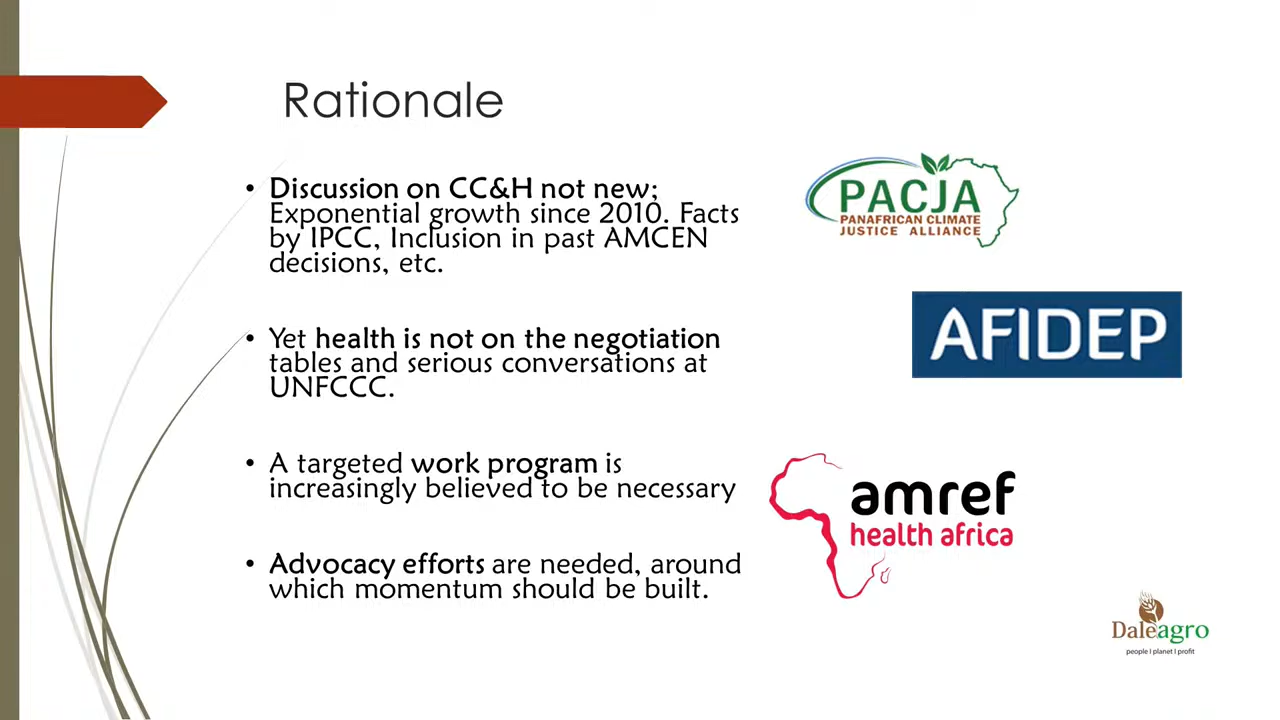 Rationale
• Discussion on CC&H not new;
Exponential growth since 2010. Facts
by IPCC, Inclusion in past AMCEN
decisions, etc.
• Yet health is not on the negotiation
tables and serious conversations at
UNFCCC.
• A targeted work program is
increasingly believed to be necessary
• Advocacy efforts are needed, around
which momentum should be built.
PACJA
PANAFRICAN CLIMATE
JUSTICE ALLIANCE
AFIDEP
amref
health africa
Daleagro
people | planet | profit